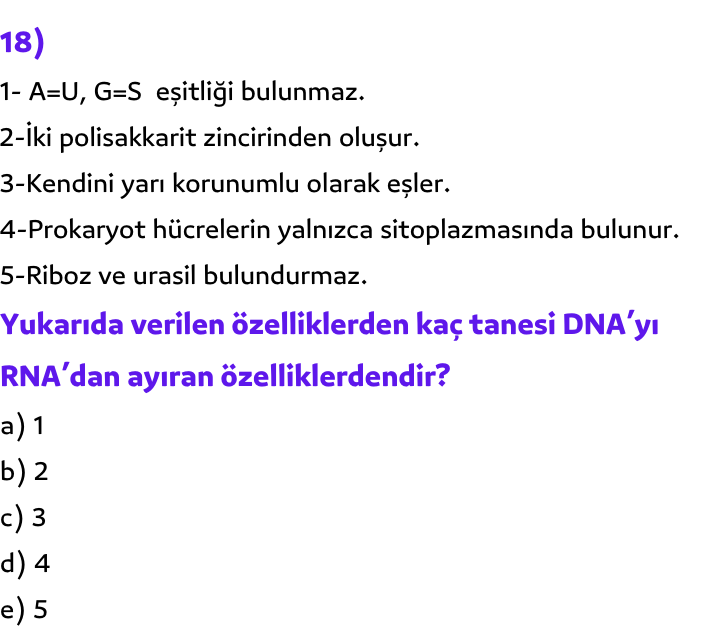 18)
1- A=U, G=S eşitliği bulunmaz.
2-İki polisakkarit zincirinden oluşur.
3-Kendini yarı korunumlu olarak eşler.
4-Prokaryot hücrelerin yalnızca sitoplazmasında bulunur.
5-Riboz ve urasil bulundurmaz.
Yukarıda verilen özelliklerden kaç tanesi DNA’yı
RNA’dan ayıran özelliklerdendir?
a) 1
b) 2
c) 3
d) 4
e) 5